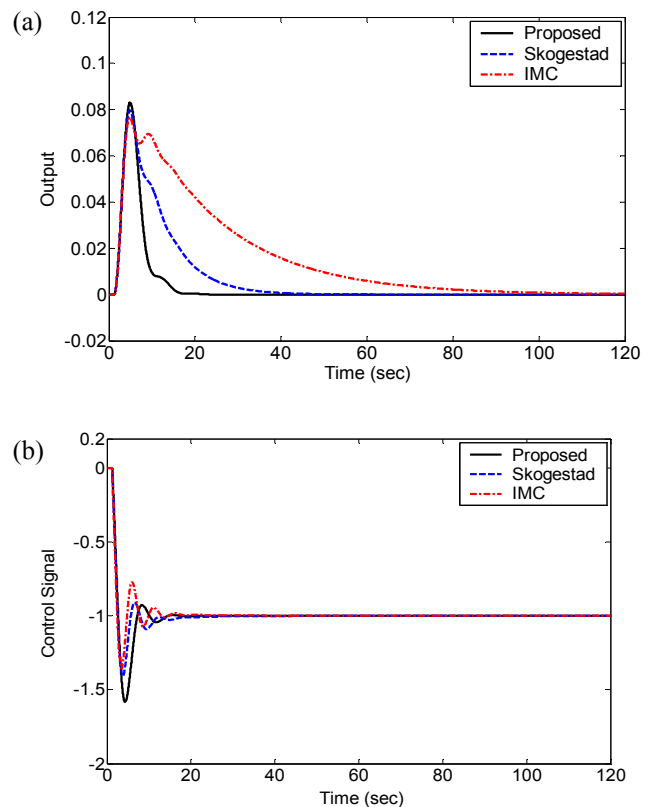 (a)
0.12
0.1
0.08
0.06
0.04
0.02
0
-0.02
Output
Proposed
Skogestad
IMC
0 20 40 60 80 100 120
Time (sec)
(b)
0.2
0
-0.5
-1
-1.5
-2
Control Signal
Proposed
Skogestad
IMC
0 20 40 60 80 100 120
Time (sec)